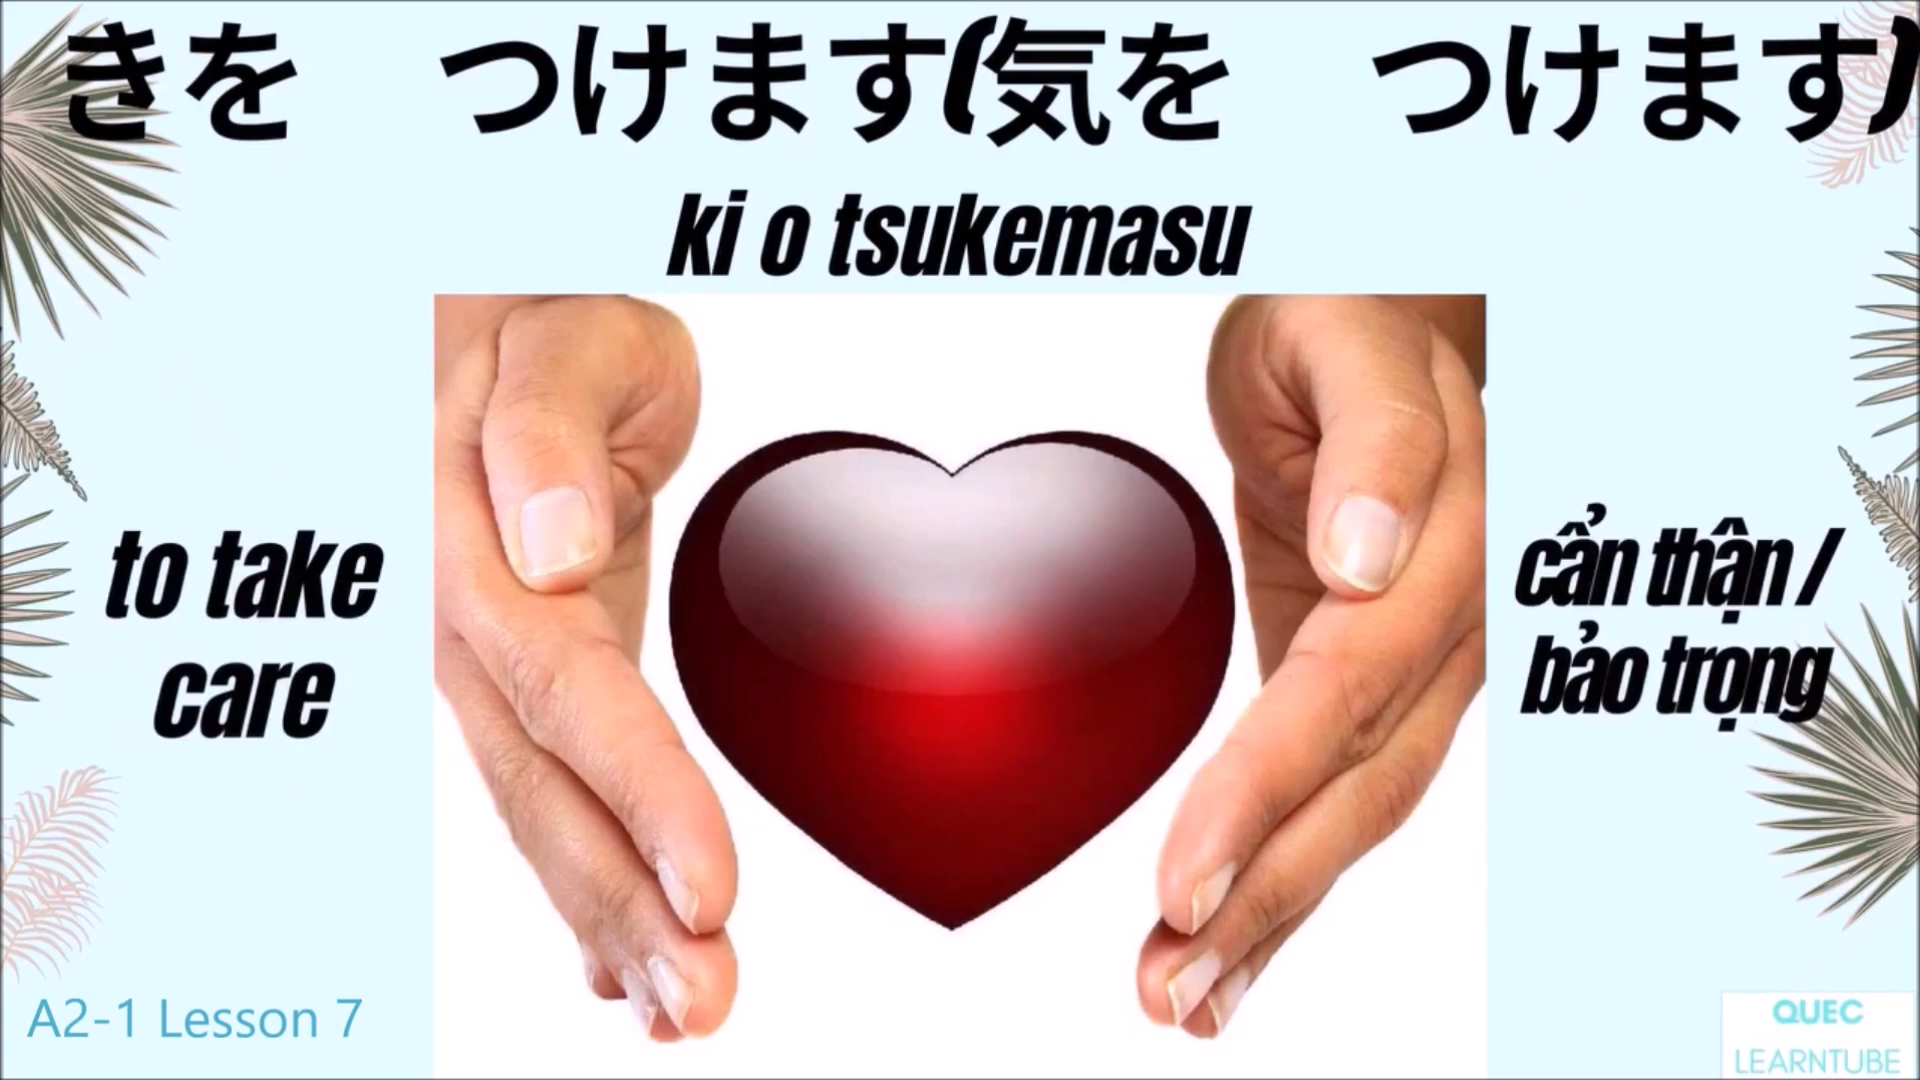 きを　つけます(気を　つけます)
ki o tsukemasu
to take
care
cẩn thận /
bảo trọng
A2-1 Lesson 7
QUEC
LEARNTUBE